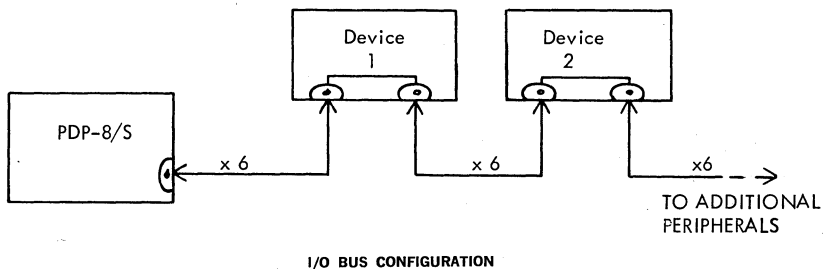 Device
1
Device
2
PDP-8/S
x 6
x 6
x6
TO ADDITIONAL
PERIPHERALS
I/O BUS CONFIGURATION